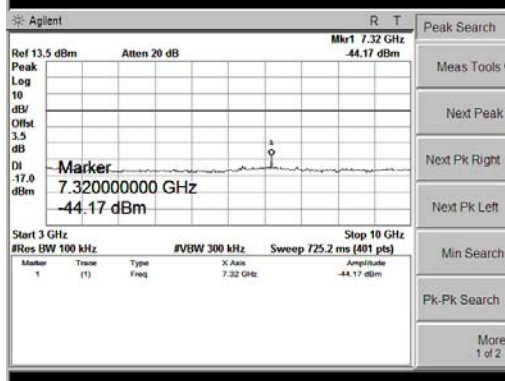 Agilent R T
Mkr1 7.32 GHz
Ref 13.5 dBm Atten 20 dB -44.17 dBm
Peak
Log
10
dB/
Offst
3.5
dB
DI
-17.0
dBm
1
Marker
7.320000000 GHz
-44.17 dBm
Start 3 GHz Stop 10 GHz
#Res BW 100 kHz #VBW 300 kHz Sweep 725.2 ms (401 pts)
Marker Trace Type X Axis Amplitude
1 (1) Freq 7.32 GHz -44.17 dBm
Peak Search
Meas Tools
Next Peak
Next Pk Right
Next Pk Left
Min Search
Pk-Pk Search
More
1 of 2